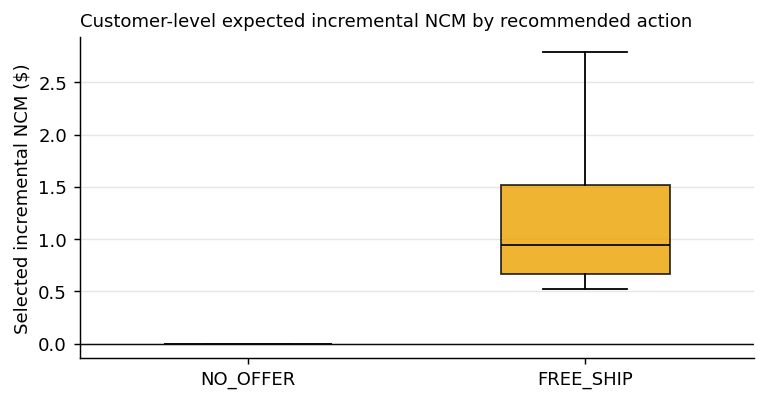 Customer-level expected incremental NCM by recommended action
Selected incremental NCM ($)
2.5
2.0
1.5
1.0
0.5
0.0
NO_OFFER
FREE_SHIP